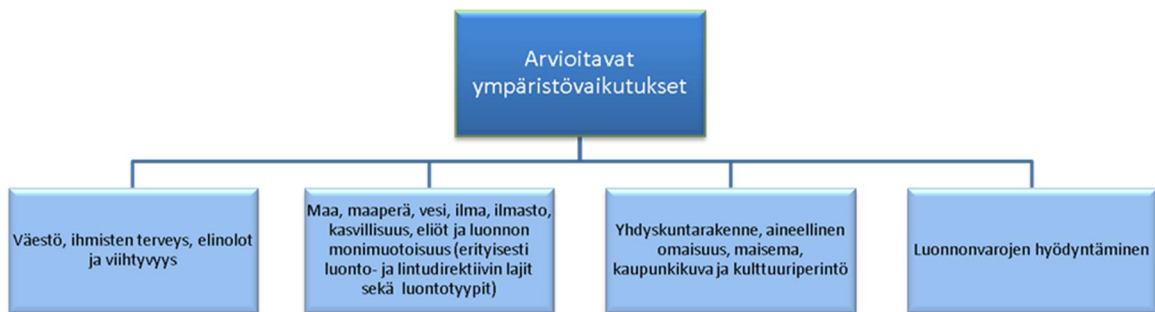 Arvioitavat
ympäristövaikutukset
Väestö, ihmisten terveys, elinolot
ja viihtyvyys
Maa, maaperä, vesi, ilma, ilmasto,
kasvillisuus, eliöt ja luonnon
monimuotoisuus (erityisesti
luonto- ja lintudirektiivin lajit
sekä luontotyypit)
Yhdyskuntarakenne, aineellinen
omaisuus, maisema,
kaupunkikuva ja kulttuuriperintö
Luonnonvarojen hyödyntäminen